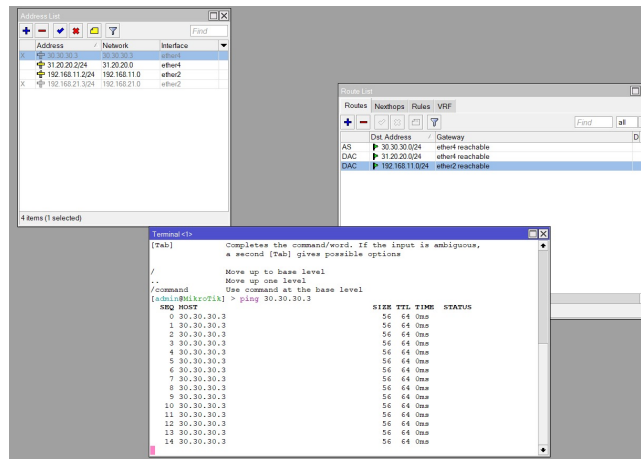 Address List
Find
Address Network Interface
X 30.30.30.3 30.30.30.3 ether4
31.20.20.2/24 31.20.20.0 ether4
192.168.11.2/24 192.168.11.0 ether2
X 192.168.21.3/24 192.168.21.0 ether2
4 items (1 selected)
Route List
Routes Nexthops Rules VRF
Find all
Dst. Address Gateway D
AS 30.30.30.0/24 ether4 reachable
DAC 31.20.20.0/24 ether4 reachable
DAC 192.168.11.0/24 ether2 reachable
Terminal <1>
[Tab] Completes the command/word. If the input is ambiguous,
a second [Tab] gives possible options
/ Move up to base level
.. Move up one level
/command Use command at the base level
[admin@MikroTik] > ping 30.30.30.3
SEQ HOST SIZE TTL TIME STATUS
0 30.30.30.3 56 64 0ms
1 30.30.30.3 56 64 0ms
2 30.30.30.3 56 64 0ms
3 30.30.30.3 56 64 0ms
4 30.30.30.3 56 64 0ms
5 30.30.30.3 56 64 0ms
6 30.30.30.3 56 64 0ms
7 30.30.30.3 56 64 0ms
8 30.30.30.3 56 64 0ms
9 30.30.30.3 56 64 0ms
10 30.30.30.3 56 64 0ms
11 30.30.30.3 56 64 0ms
12 30.30.30.3 56 64 0ms
13 30.30.30.3 56 64 0ms
14 30.30.30.3 56 64 0ms